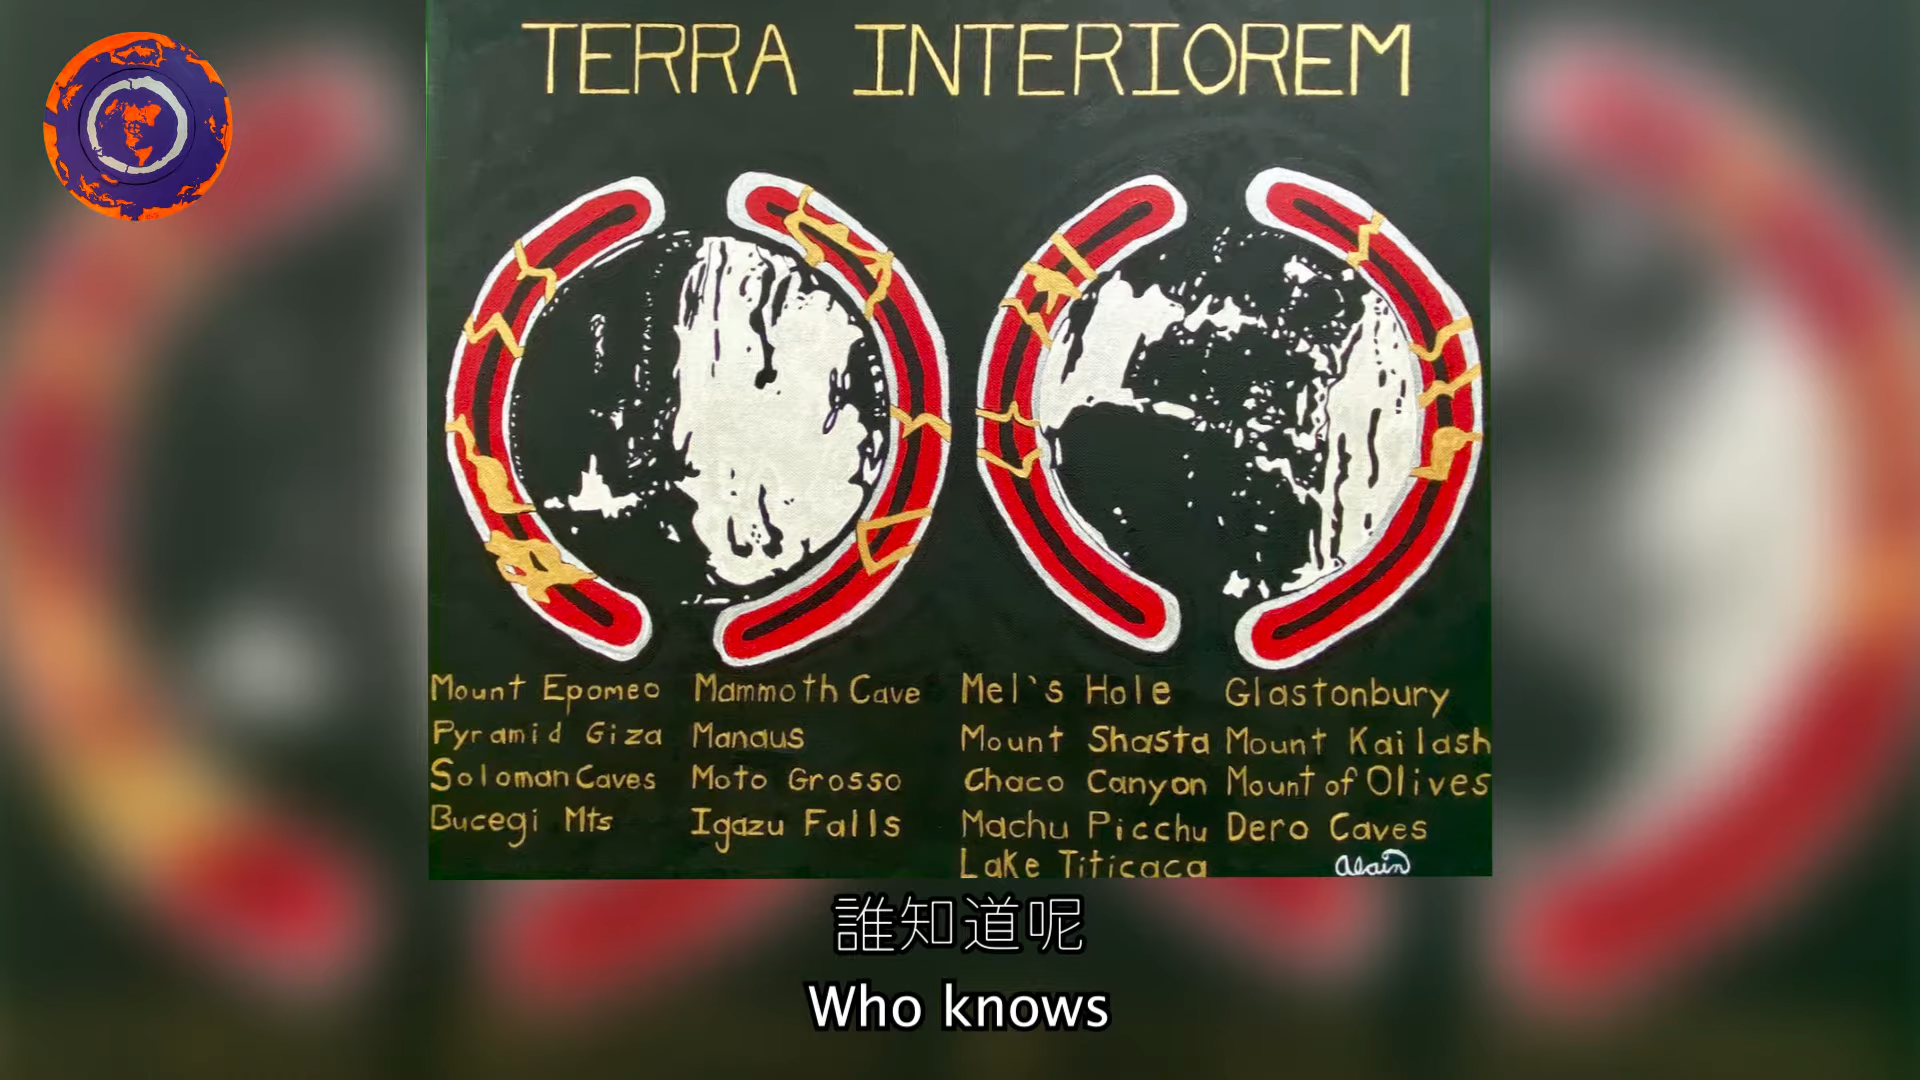 TERRA INTERIOREM
Mount Epomeo Mammoth Cave Mel's Hole Glastonbury
Pyramid Giza Manaus Mount Shasta Mount Kailash
Soloman Caves Moto Grosso Chaco Canyon Mount of Olives
Bucegi Mts Igazu Falls Machu Picchu Dero Caves
Lake Titicaca Alain
誰知道呢
Who knows